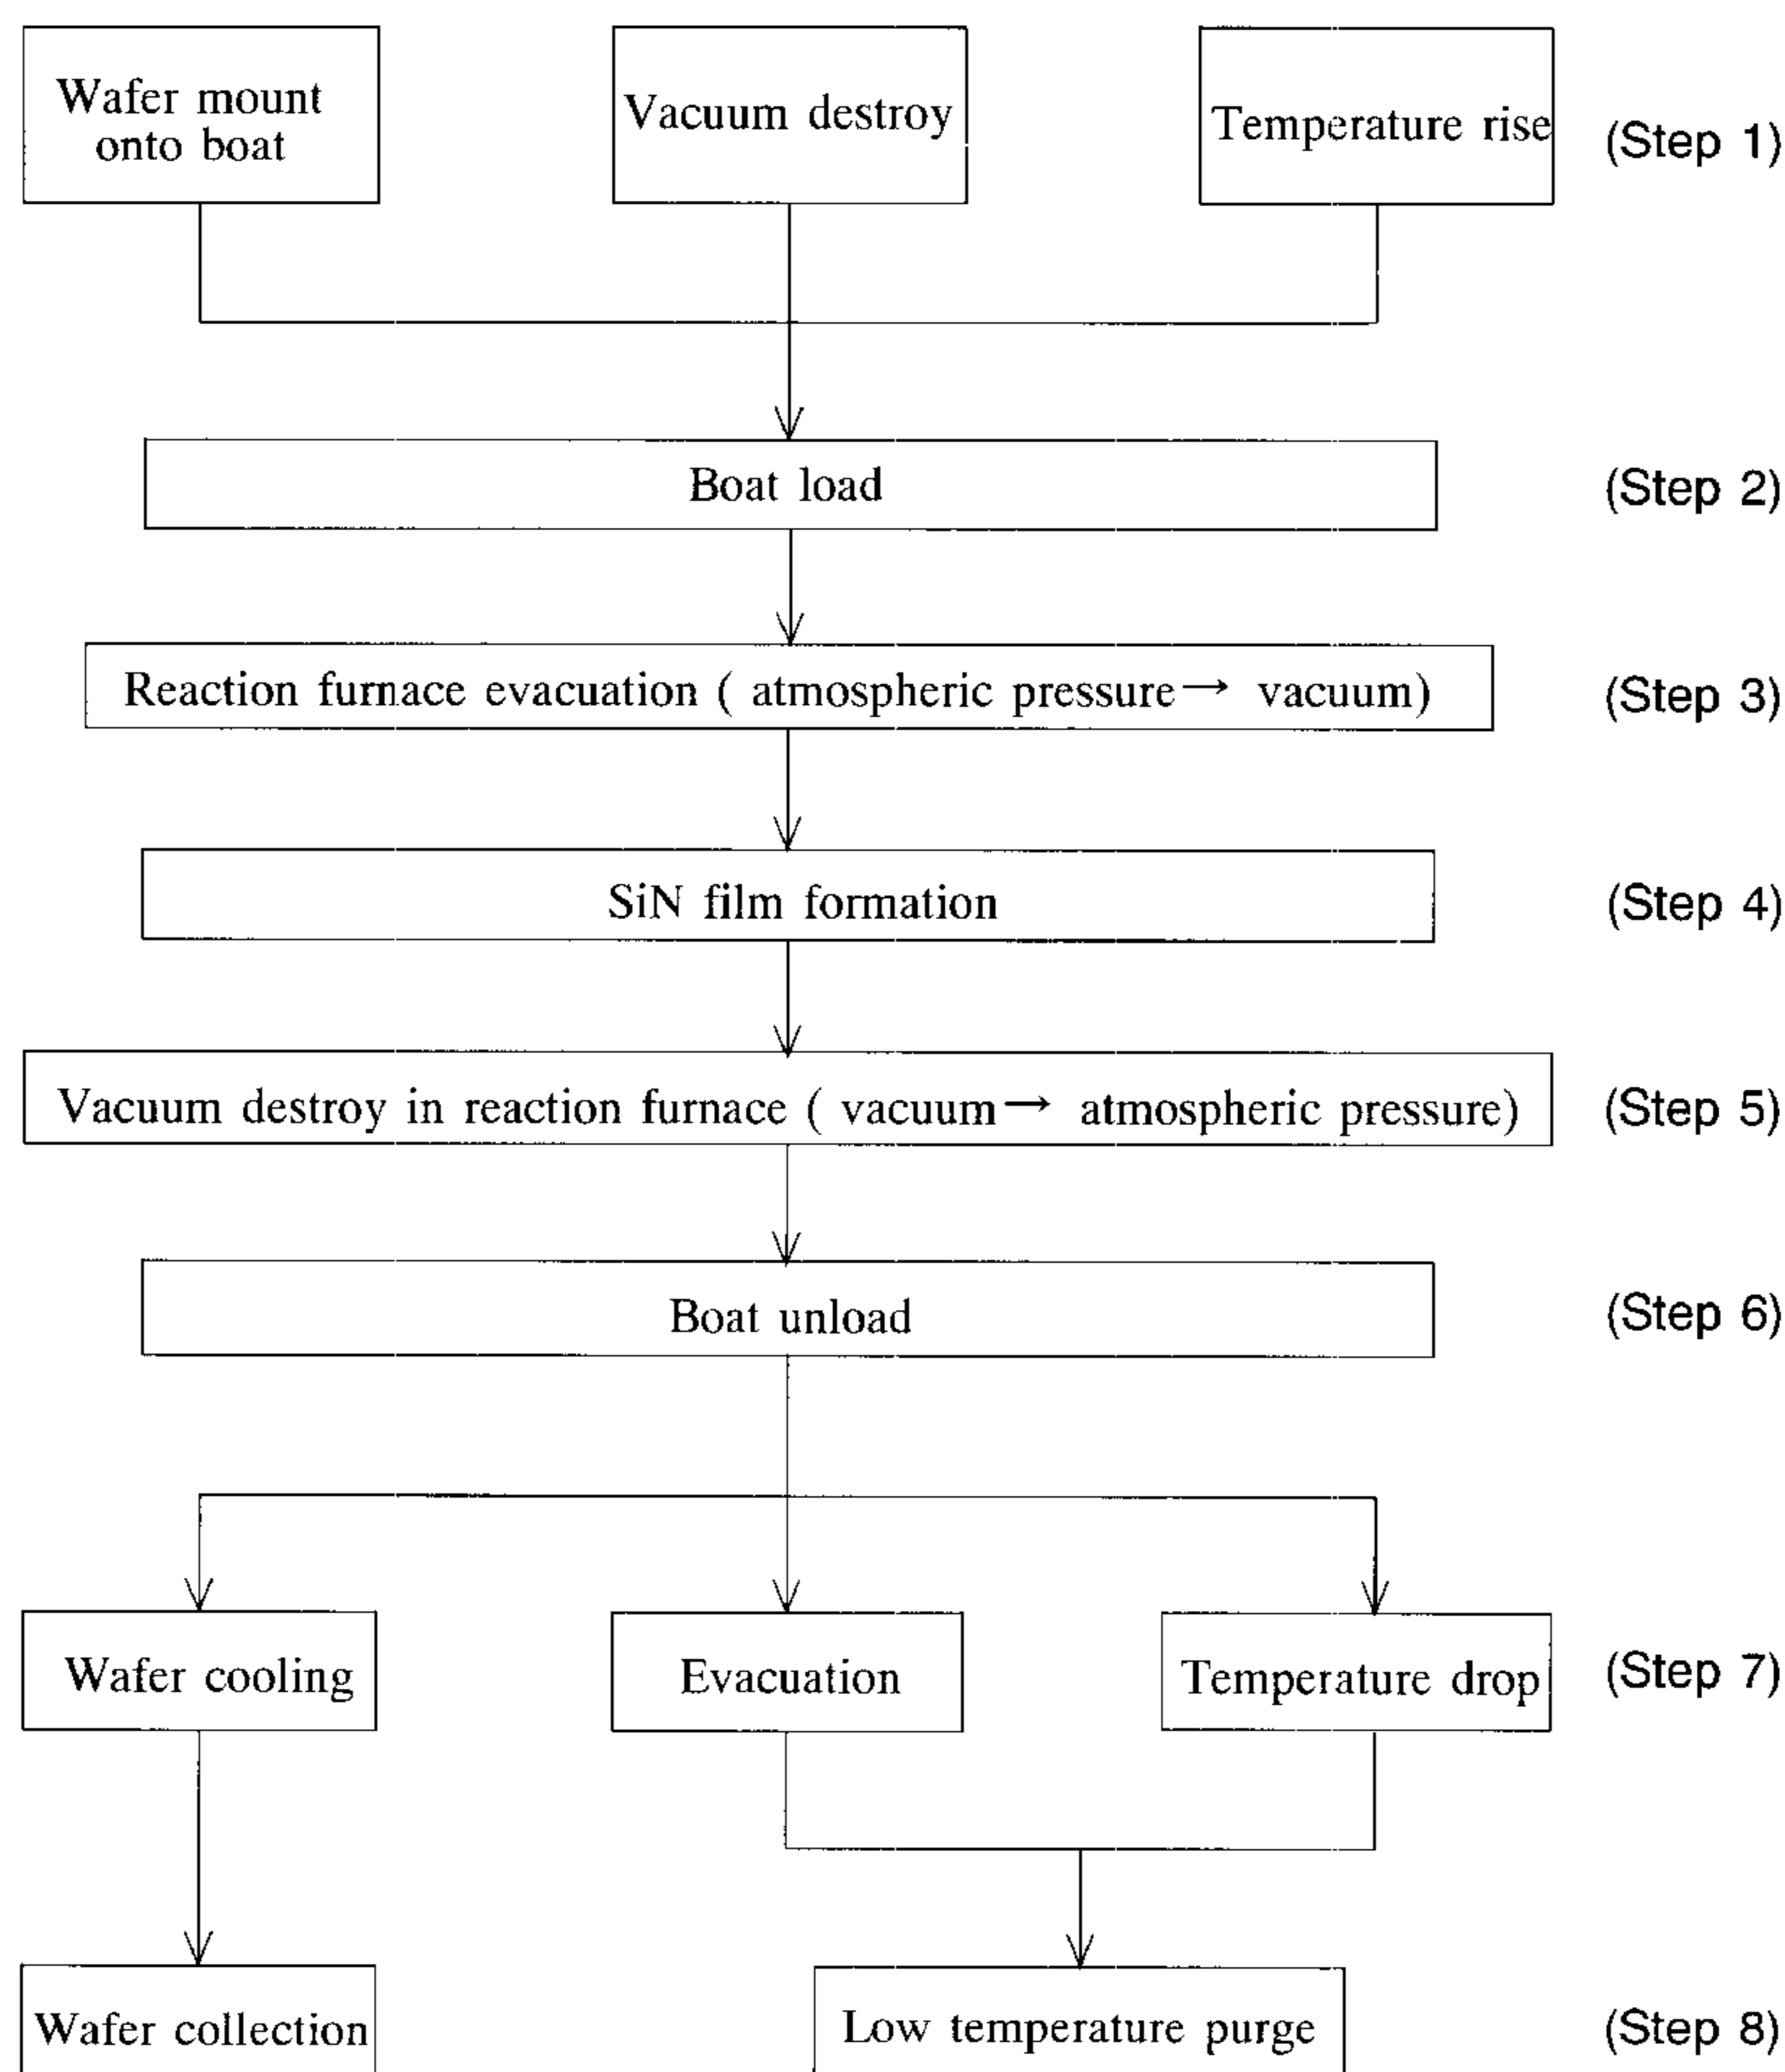 Wafer mount
onto boat
Vacuum destroy
Temperature rise
(Step 1)
Boat load
(Step 2)
Reaction furnace evacuation ( atmospheric pressure→ vacuum)
(Step 3)
SiN film formation
(Step 4)
Vacuum destroy in reaction furnace ( vacuum→ atmospheric pressure)
(Step 5)
Boat unload
(Step 6)
Wafer cooling
Evacuation
Temperature drop
(Step 7)
Wafer collection
Low temperature purge
(Step 8)